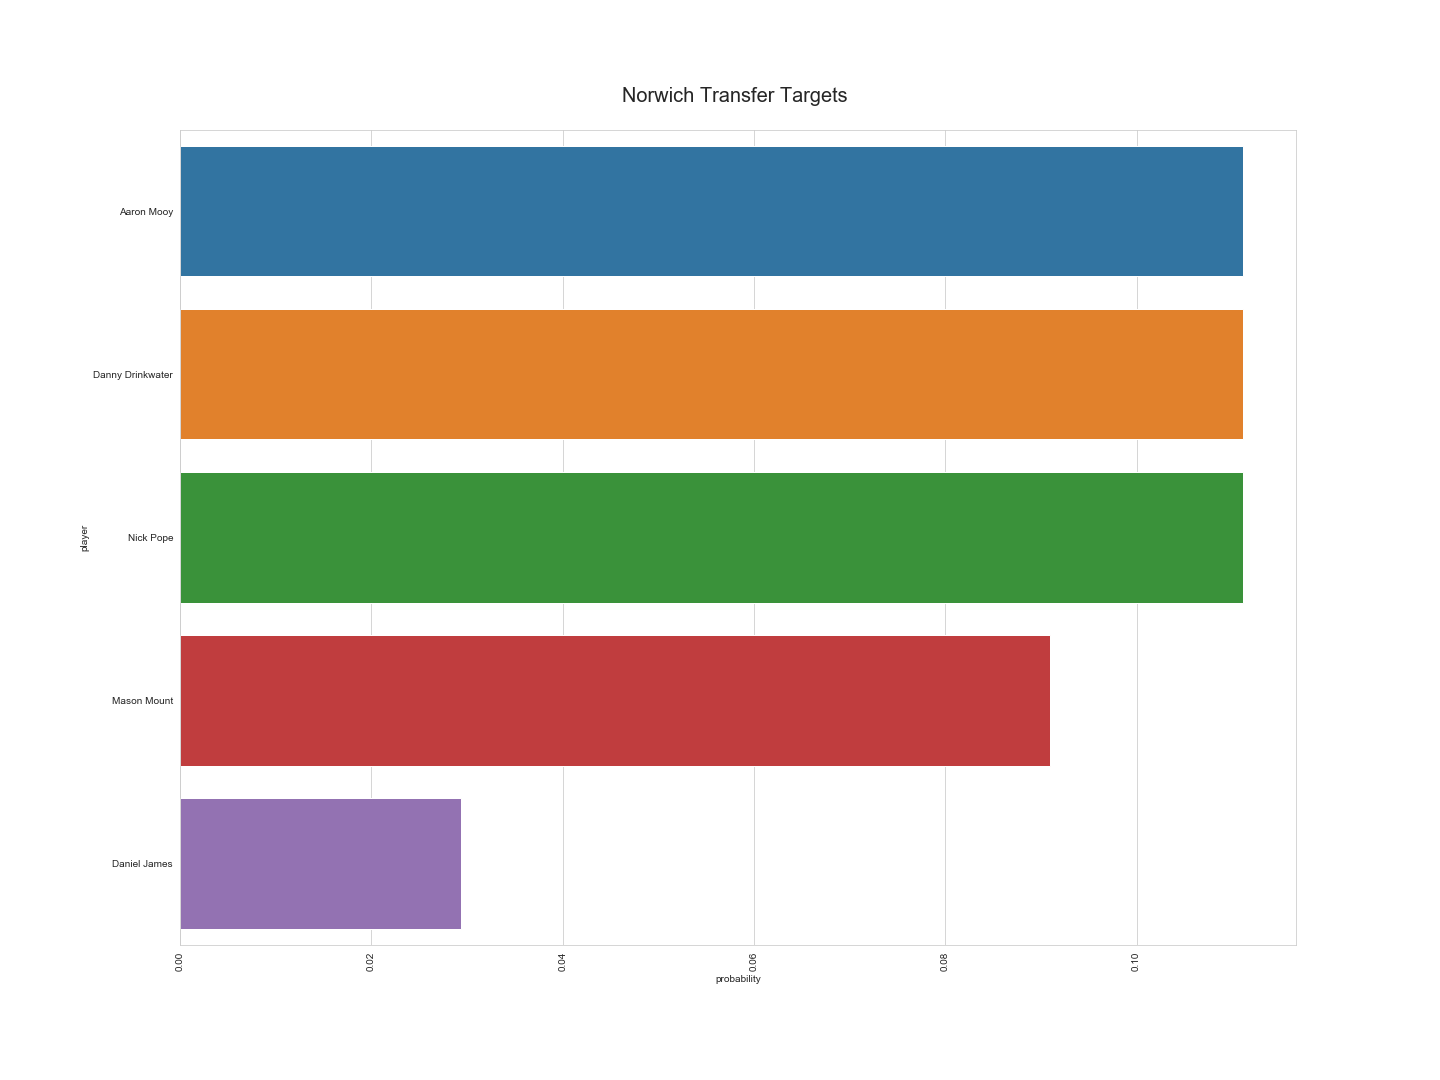 Norwich Transfer Targets
Aaron Mooy
Danny Drinkwater
Nick Pope
Mason Mount
Daniel James
player
0.00
0.02
0.04
0.06
0.08
0.10
probability